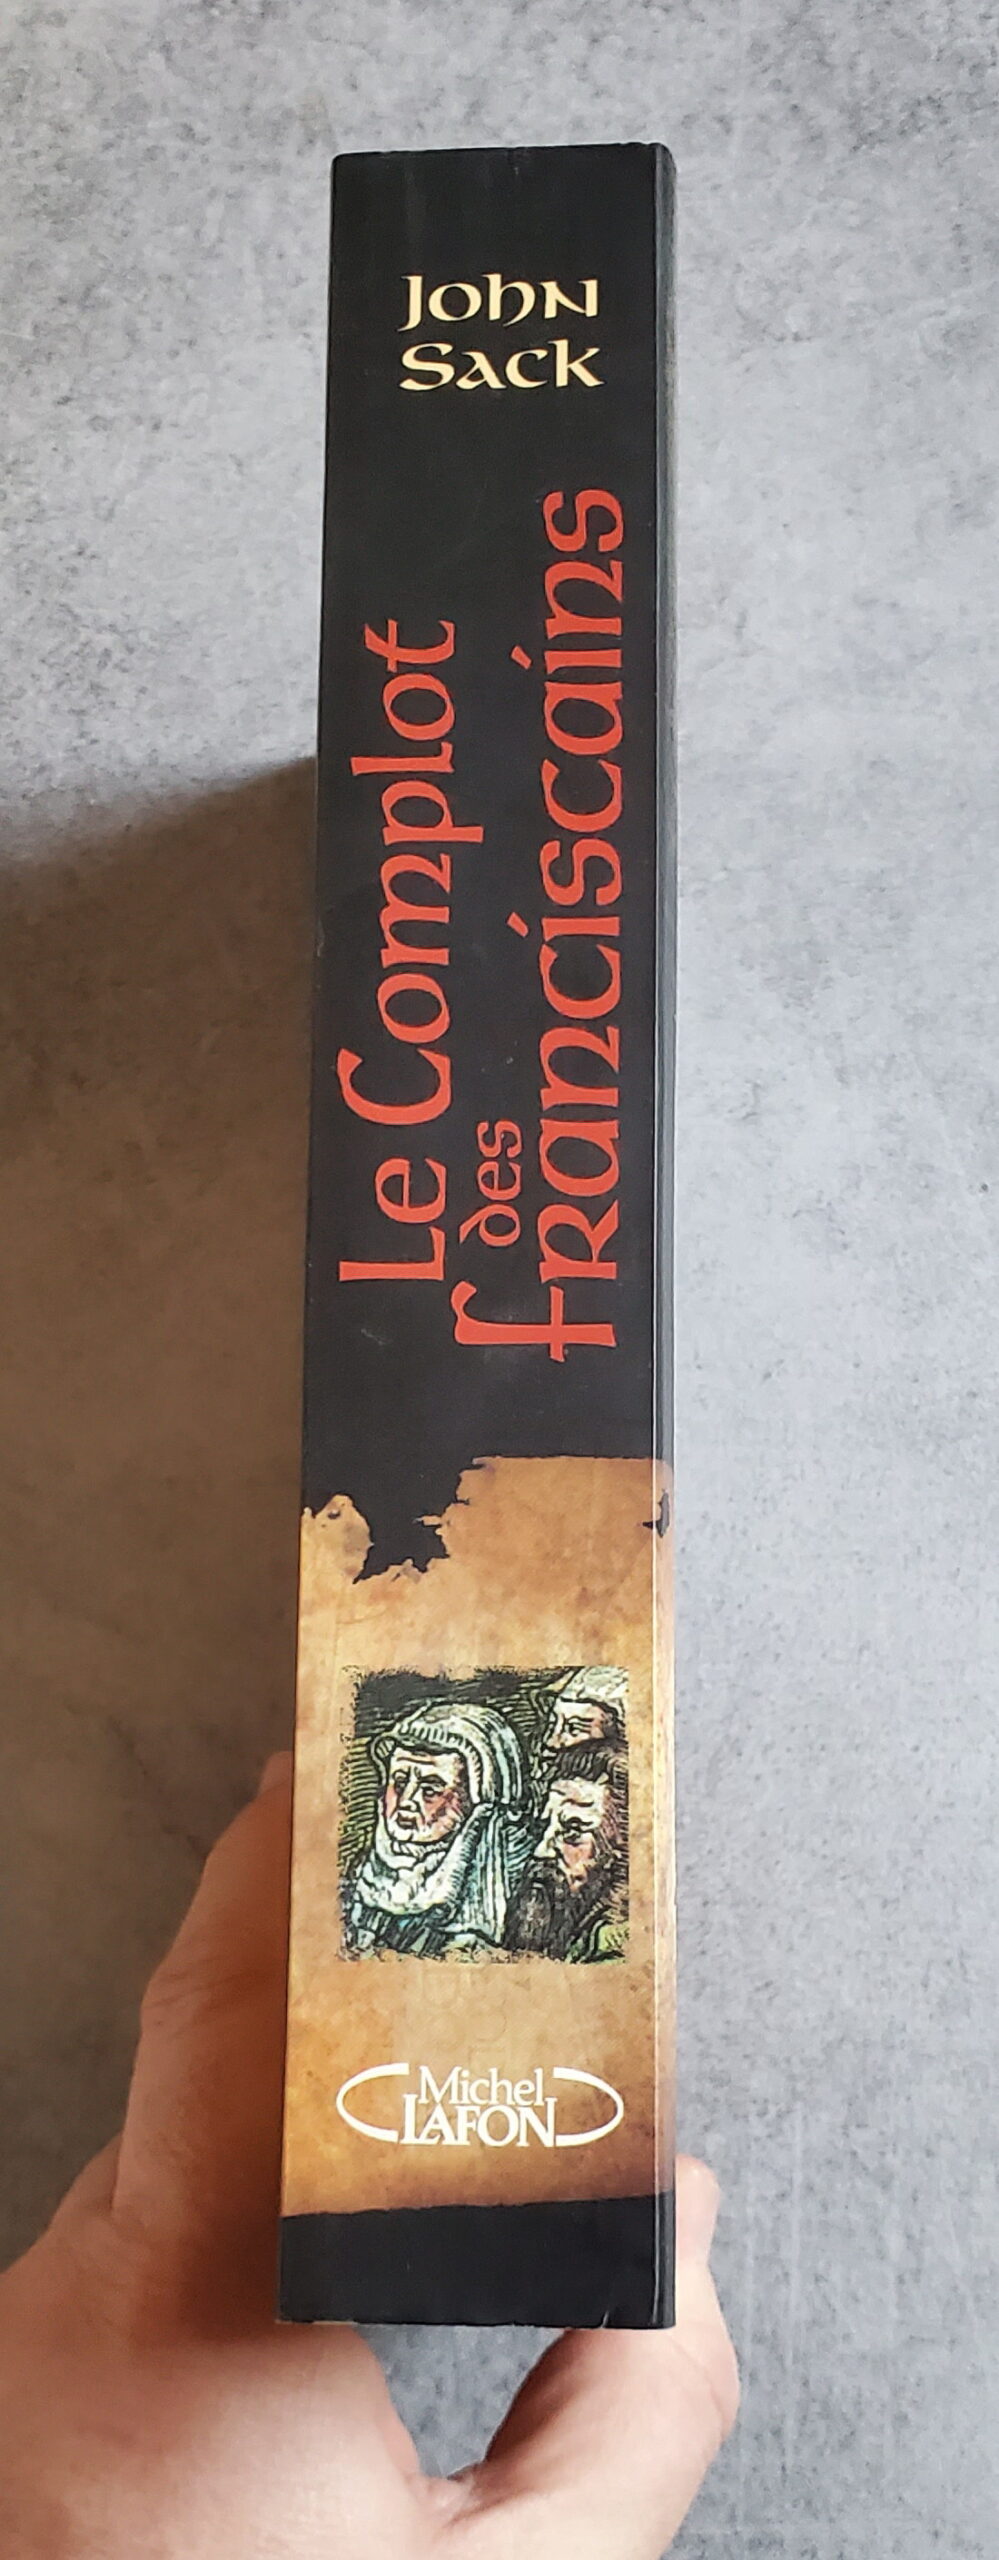 John
Sack
Le Complot
des
franciscains
Michel
LAFON